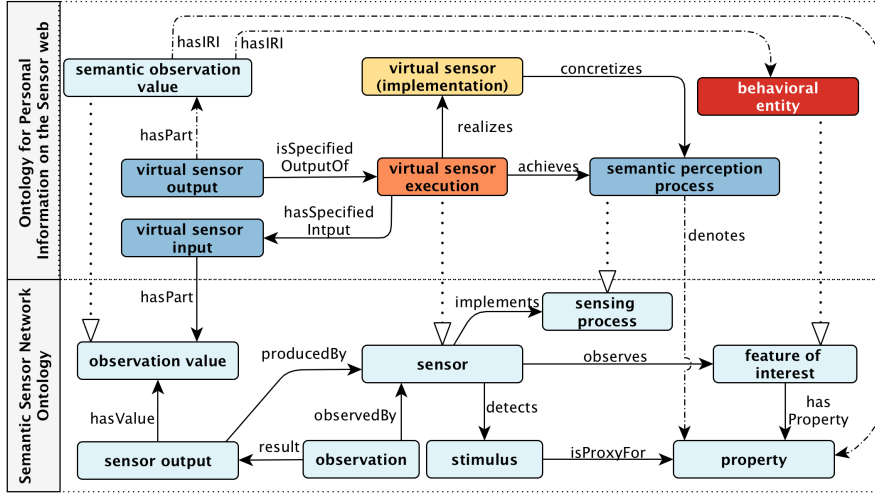 Ontology for Personal
Information on the Sensor web
hasIRI
hasIRI
semantic observation
value
virtual sensor
(implementation)
concretizes
behavioral
entity
hasPart
realizes
isSpecified
OutputOf
virtual sensor
output
virtual sensor
execution
achieves
semantic perception
process
hasSpecified
Intput
virtual sensor
input
denotes
Semantic Sensor Network
Ontology
hasPart
implements
sensing
process
producedBy
observation value
sensor
observes
feature of
interest
hasValue
observedBy
detects
has
Property
result
sensor output
observation
stimulus
isProxyFor
property